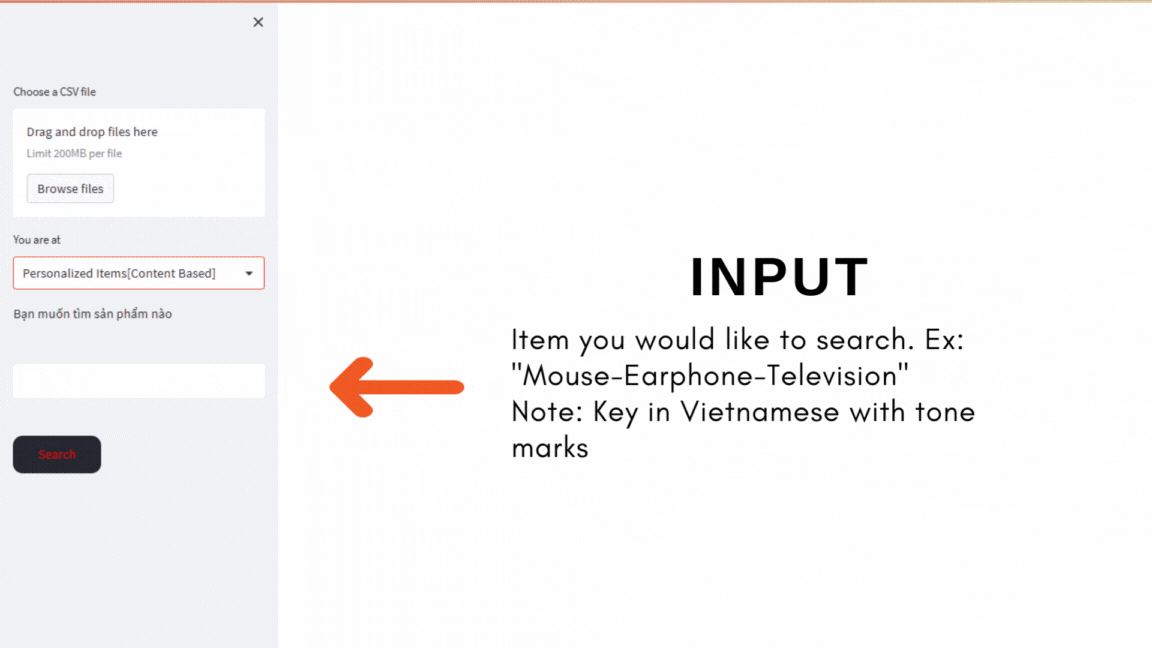 Choose a CSV file
Drag and drop files here
Limit 200MB per file
Browse files
You are at
Personalized Items[Content Based]
Bạn muốn tìm sản phẩm nào
Search
INPUT
Item you would like to search. Ex:
"Mouse-Earphone-Television"
Note: Key in Vietnamese with tone
marks